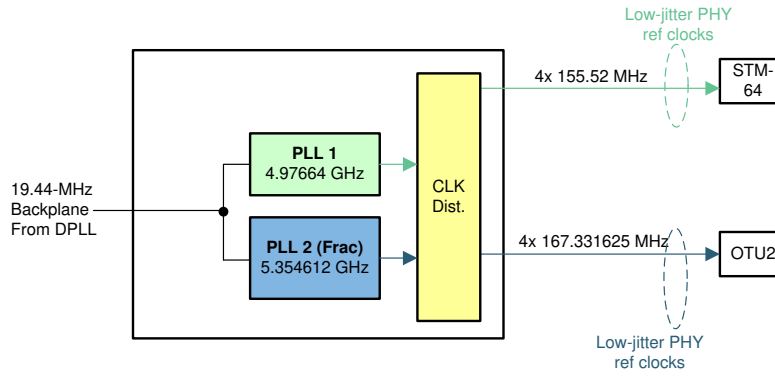 Low-jitter PHY
ref clocks
4x 155.52 MHz
STM-
64
PLL 1
4.97664 GHz
19.44-MHz
Backplane
From DPLL
CLK
Dist.
PLL 2 (Frac)
5.354612 GHz
4x 167.331625 MHz
OTU2
Low-jitter PHY
ref clocks